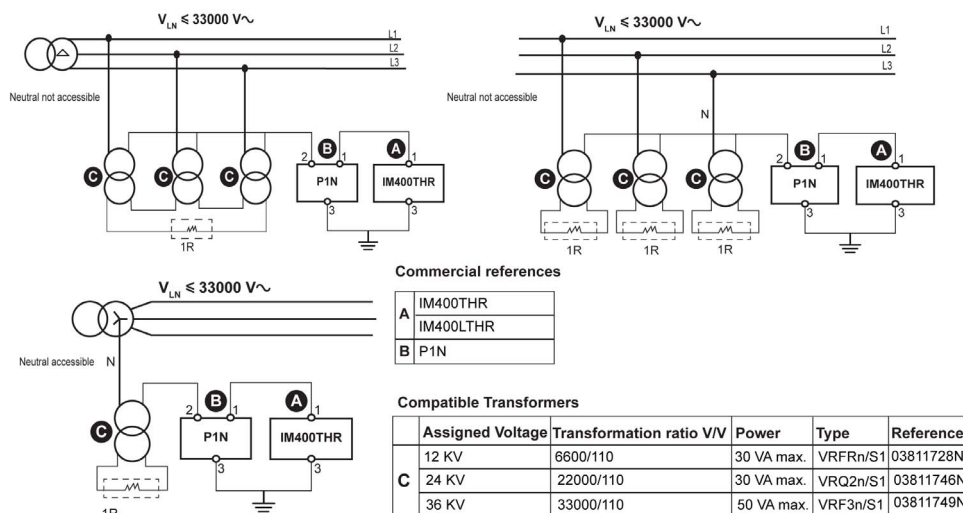 V_LN ≤ 33000 V∼
L1
L2
L3
Neutral not accessible
C
C
C
2
B
1
A
1
P1N
IM400THR
3
3
1R
V_LN ≤ 33000 V∼
L1
L2
L3
Neutral not accessible
N
C
C
C
2
B
1
A
1
P1N
IM400THR
3
3
1R
1R
1R
V_LN ≤ 33000 V∼
Neutral accessible
N
C
2
B
1
A
1
P1N
IM400THR
3
3
1R
Commercial references
A
IM400THR
IM400LTHR
B P1N
Compatible Transformers
Assigned Voltage Transformation ratio V/V Power Type Reference
C
12 KV 6600/110 30 VA max. VRFRn/S1 03811728N
24 KV 22000/110 30 VA max. VRQ2n/S1 03811746N
36 KV 33000/110 50 VA max. VRF3n/S1 03811749N